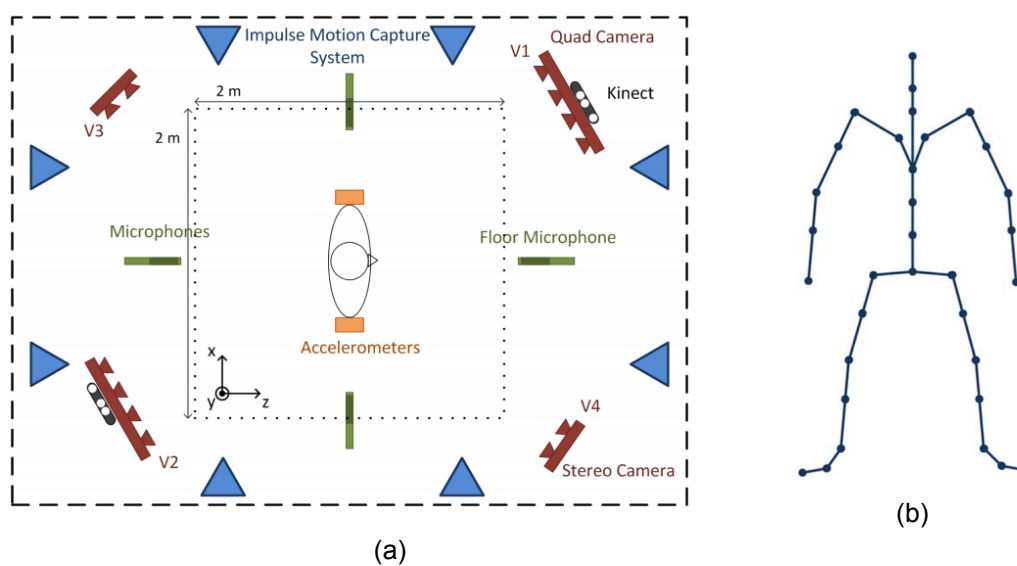 Impulse Motion Capture
System
V1
Quad Camera
Kinect
2 m
V3
2 m
Microphones
Floor Microphone
Accelerometers
x
y
z
V2
V4
Stereo Camera
(a)
(b)